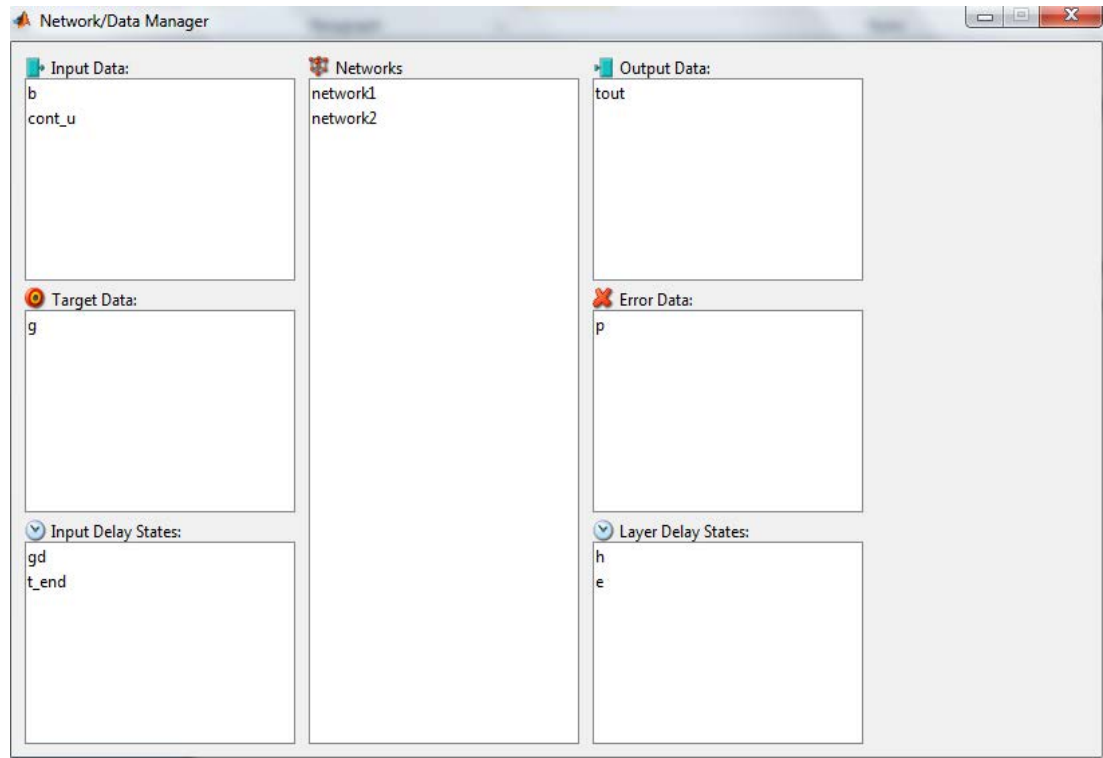 Network/Data Manager
Input Data:
b
cont_u
Networks
network1
network2
Output Data:
tout
Target Data:
g
Error Data:
p
Input Delay States:
gd
t_end
Layer Delay States:
h
e